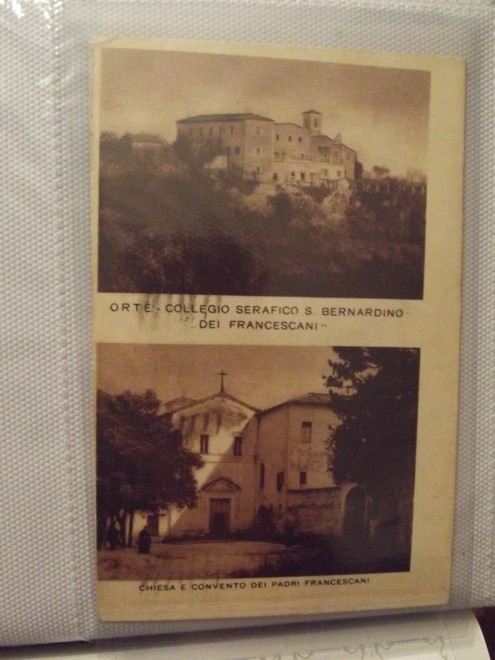 ORTE - COLLEGIO SERAFICO S. BERNARDINO
„DEI FRANCESCANI"
CHIESA E CONVENTO DEI PADRI FRANCESCANI